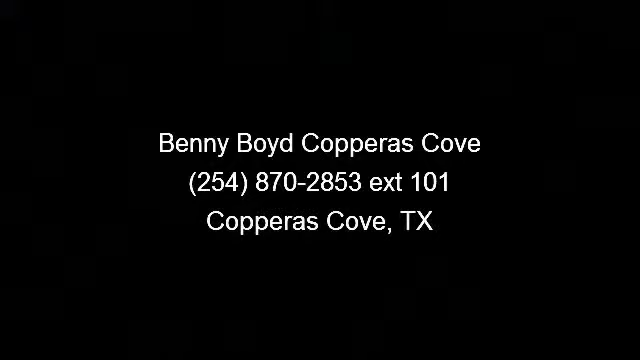 Benny Boyd Copperas Cove
(254) 870-2853 ext 101
Copperas Cove, TX